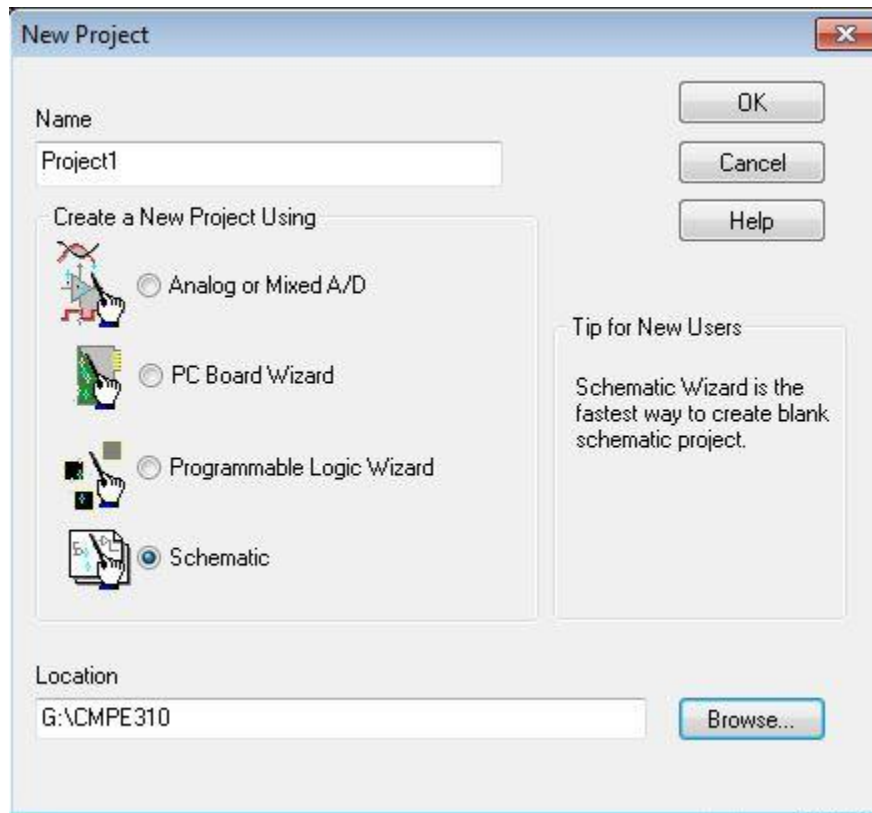 New Project
OK
Name
Project1
Cancel
Create a New Project Using
Help
Analog or Mixed A/D
Tip for New Users
PC Board Wizard
Schematic Wizard is the
fastest way to create blank
schematic project.
Programmable Logic Wizard
Schematic
Location
G:\CMPE310
Browse...